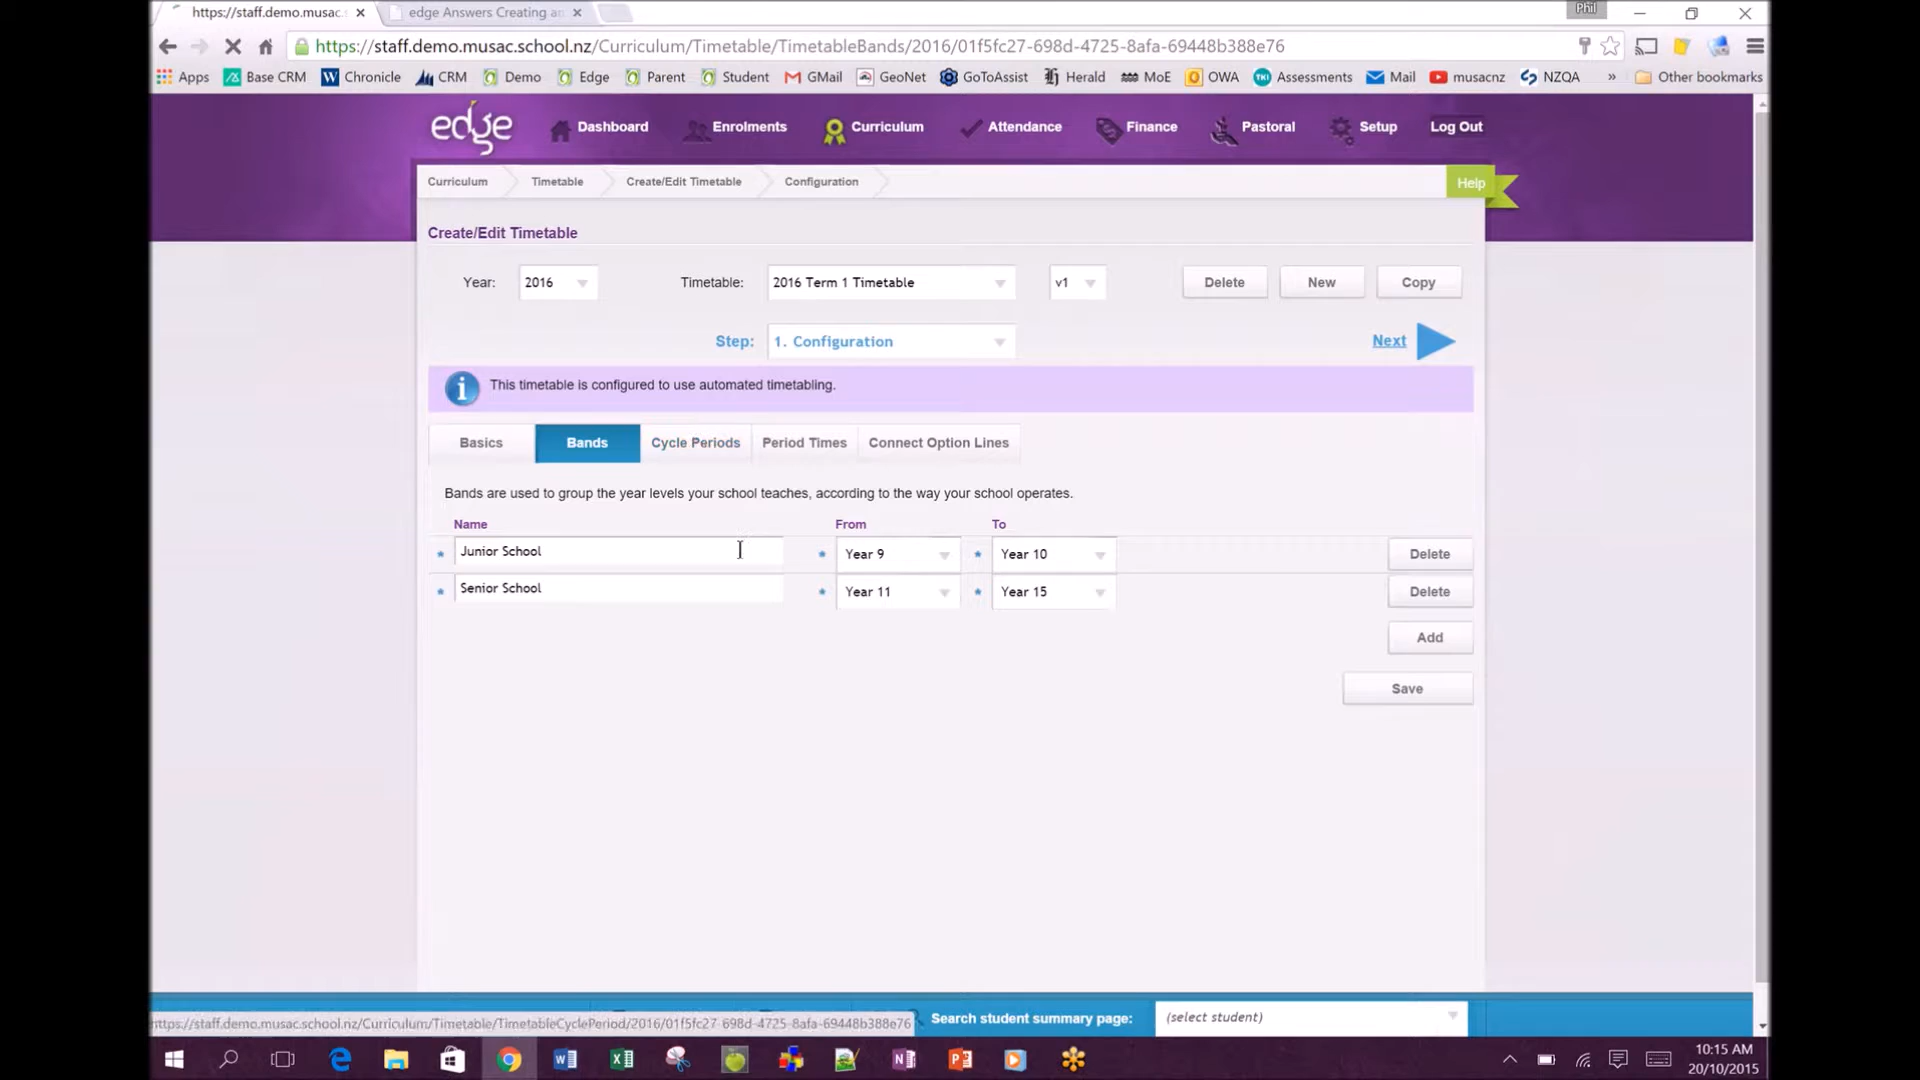 https://staff.demo.musac.s
edge Answers Creating an
Phil
https://staff.demo.musac.school.nz/Curriculum/Timetable/TimetableBands/2016/01f5fc27-698d-4725-8afa-69448b388e76
Apps Base CRM Chronicle CRM Demo Edge Parent Student GMail GeoNet GoToAssist Herald MoE OWA Assessments Mail musacnz NZQA » Other bookmarks
edge Dashboard Enrolments Curriculum Attendance Finance Pastoral Setup Log Out
Curriculum Timetable Create/Edit Timetable Configuration Help
Create/Edit Timetable
Year: 2016 Timetable: 2016 Term 1 Timetable v1 Delete New Copy
Step: 1. Configuration Next
This timetable is configured to use automated timetabling.
Basics Bands Cycle Periods Period Times Connect Option Lines
Bands are used to group the year levels your school teaches, according to the way your school operates.
Name From To
* Junior School * Year 9 * Year 10 Delete
* Senior School * Year 11 * Year 15 Delete
Add
Save
https://staff.demo.musac.school.nz/Curriculum/Timetable/TimetableCyclePeriod/2016/01f5fc27-698d-4725-8afa-69448b388e76
Search student summary page: (select student)
10:15 AM
20/10/2015